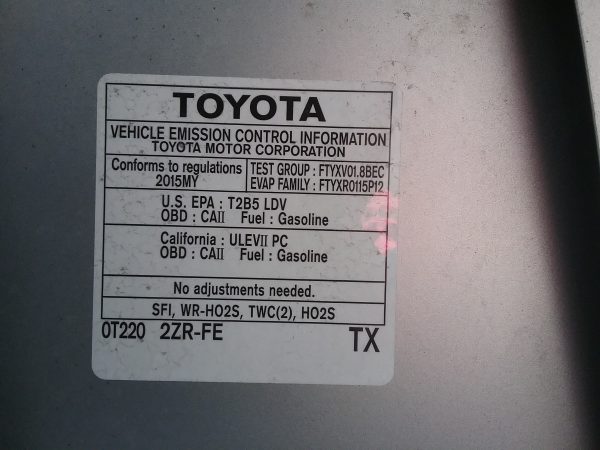 TOYOTA
VEHICLE EMISSION CONTROL INFORMATION
TOYOTA MOTOR CORPORATION
Conforms to regulations
2015MY
TEST GROUP : FTYXV01.8BEC
EVAP FAMILY : FTYXR0115P12
U.S. EPA : T2B5 LDV
OBD : CAII Fuel : Gasoline
California : ULEVII PC
OBD : CAII Fuel : Gasoline
No adjustments needed.
SFI, WR-HO2S, TWC(2), HO2S
0T220 2ZR-FE TX